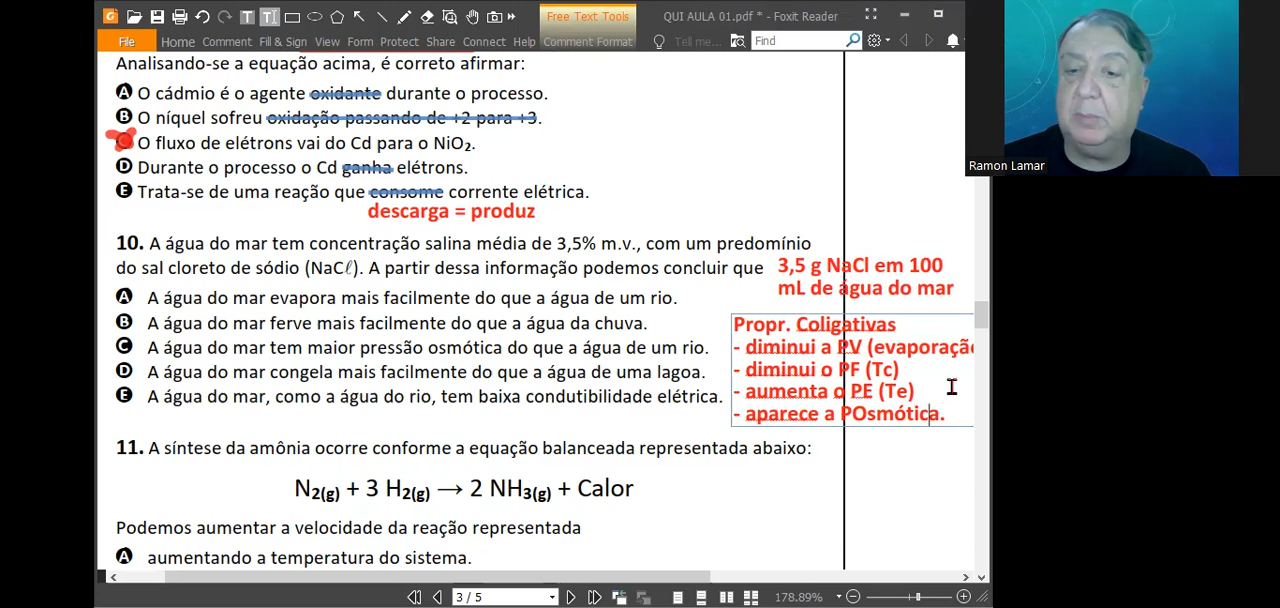 Free Text Tools
QUI AULA 01.pdf * - Foxit Reader
File
Home
Comment
Fill & Sign
View
Form
Protect
Share
Connect
Help
Comment Format
Tell me...
Find
Ramon Lamar
Analisando-se a equação acima, é correto afirmar:
A O cádmio é o agente oxidante durante o processo.
B O níquel sofreu oxidação passando de +2 para +3.
O fluxo de elétrons vai do Cd para o NiO₂.
D Durante o processo o Cd ganha elétrons.
E Trata-se de uma reação que consome corrente elétrica.
descarga = produz
10. A água do mar tem concentração salina média de 3,5% m.v., com um predomínio
do sal cloreto de sódio (NaCℓ). A partir dessa informação podemos concluir que
3,5 g NaCl em 100
mL de água do mar
A A água do mar evapora mais facilmente do que a água de um rio.
B A água do mar ferve mais facilmente do que a água da chuva.
C A água do mar tem maior pressão osmótica do que a água de um rio.
D A água do mar congela mais facilmente do que a água de uma lagoa.
E A água do mar, como a água do rio, tem baixa condutibilidade elétrica.
Propr. Coligativas
- diminui a PV (evaporação
- diminui o PF (Tc)
- aumenta o PE (Te)
- aparece a POsmótica.
11. A síntese da amônia ocorre conforme a equação balanceada representada abaixo:
N₂(g) + 3 H₂(g) → 2 NH₃(g) + Calor
Podemos aumentar a velocidade da reação representada
A aumentando a temperatura do sistema.
3 / 5
178.89%